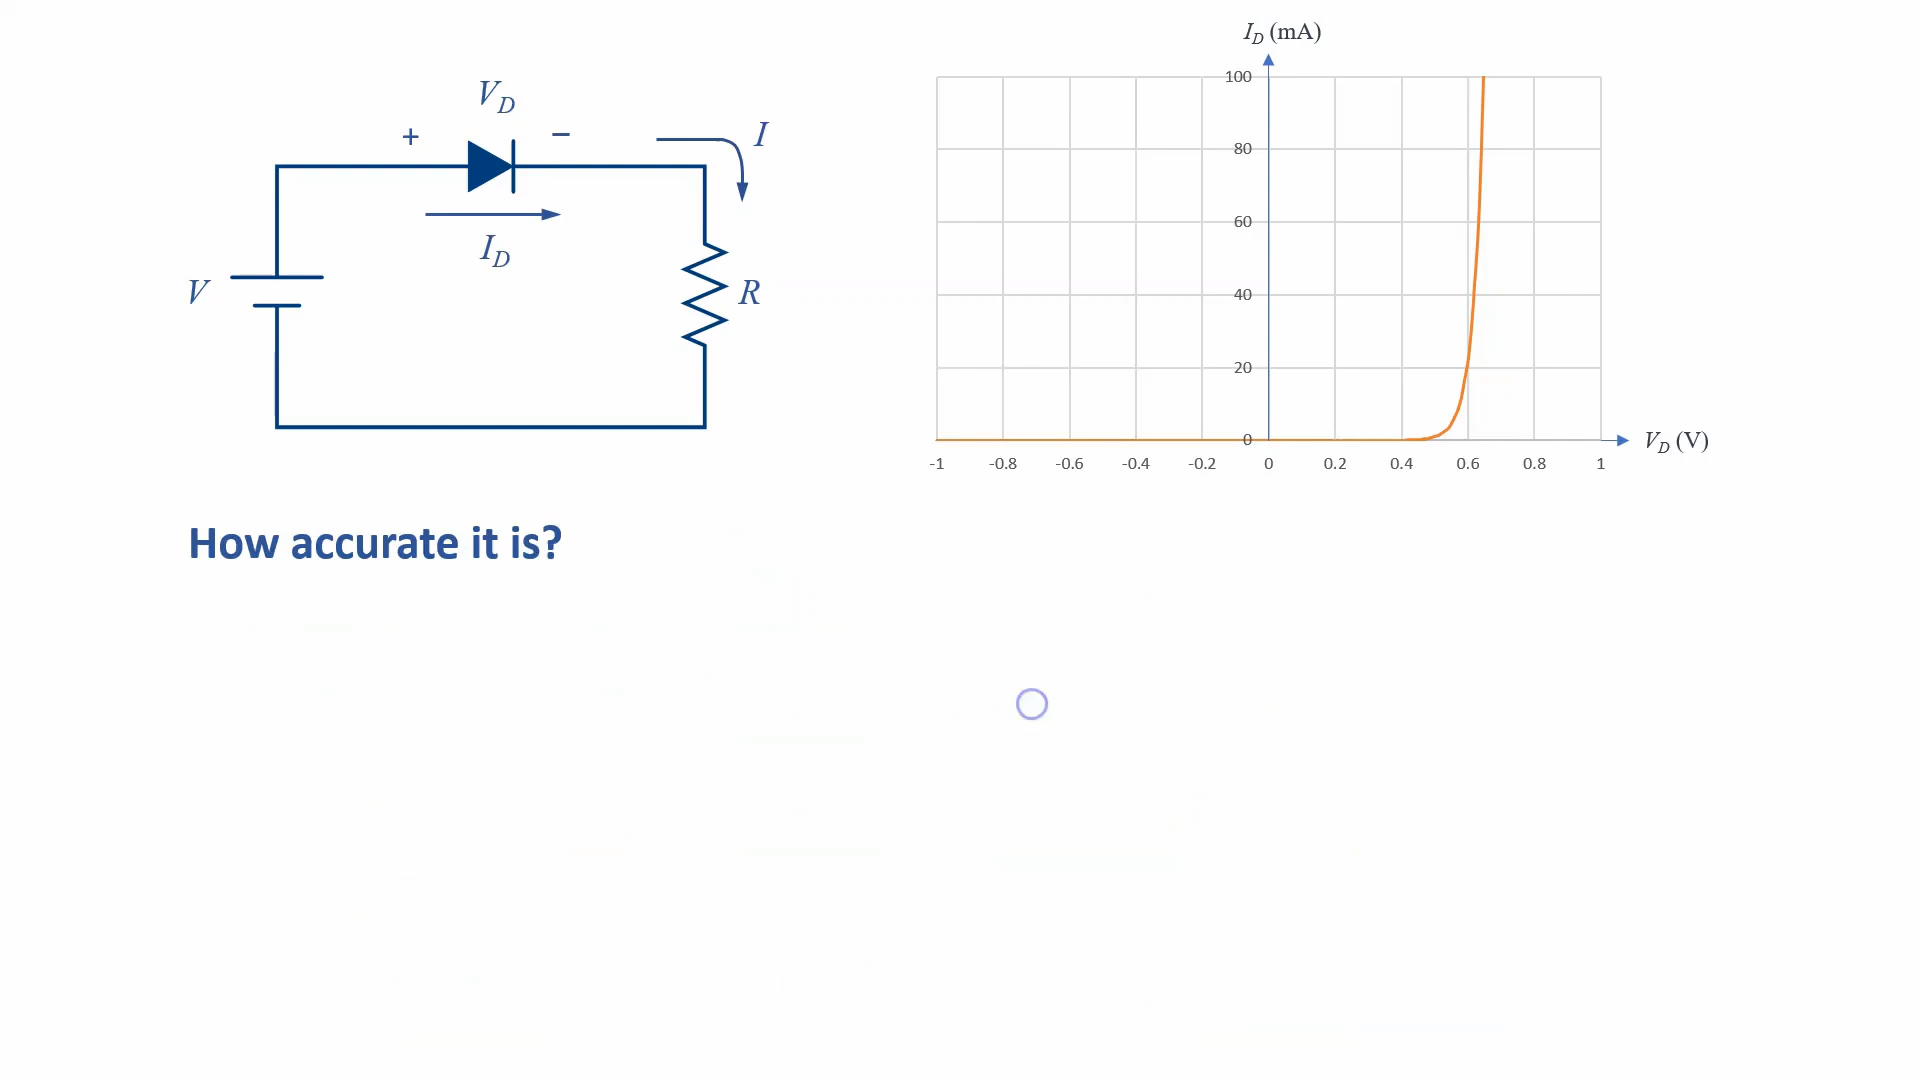 V_D
+ −
I
I_D
V
R
I_D (mA)
100
80
60
40
20
0
V_D (V)
-1 -0.8 -0.6 -0.4 -0.2 0 0.2 0.4 0.6 0.8 1
How accurate it is?